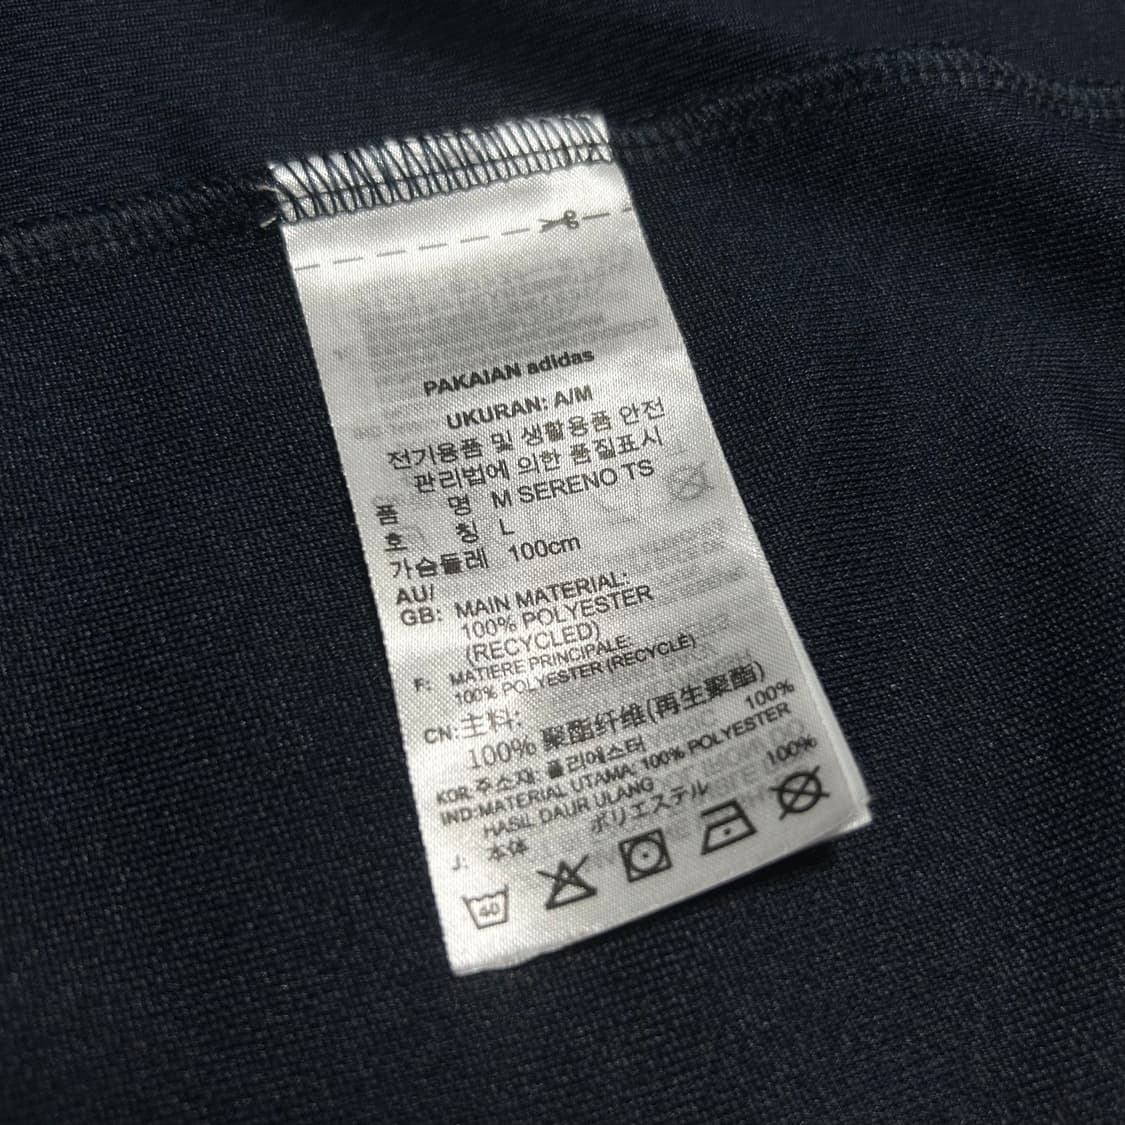 PAKAIAN adidas
UKURAN: A/M
전기용품 및 생활용품 안전
관리법에 의한 품질표시
품 명 M SERENO TS
호 칭 L
가슴둘레 100cm
AU/
GB: MAIN MATERIAL:
100% POLYESTER
(RECYCLED)
F: MATIERE PRINCIPALE:
100% POLYESTER (RECYCLÉ)
CN:主料:
100% 聚酯纤维(再生聚酯)
KOR 주소재: 폴리에스터 100%
IND:MATERIAL UTAMA: 100% POLYESTER
HASIL DAUR ULANG
J: 本体 ポリエステル 100%
40